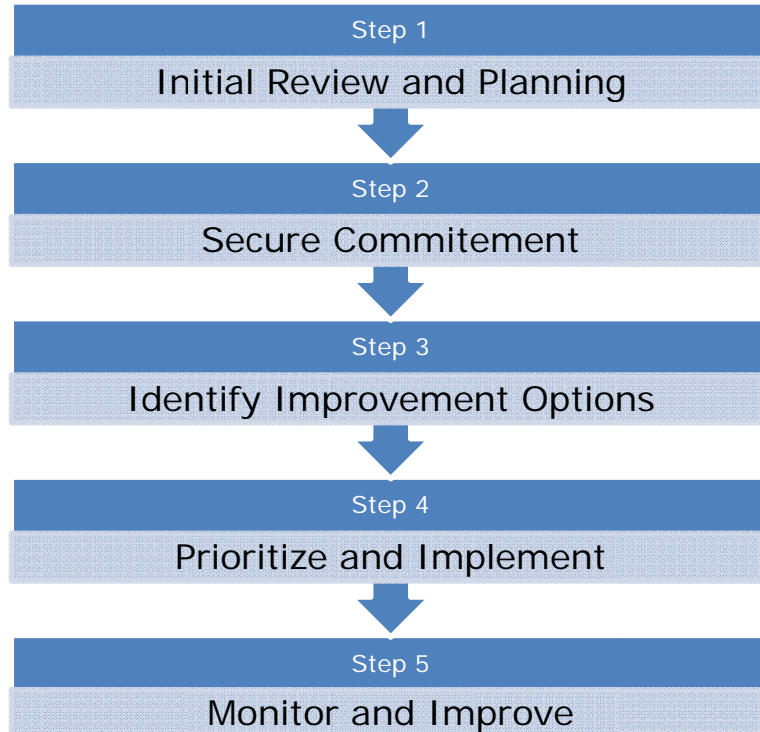 Step 1
Initial Review and Planning
Step 2
Secure Commitement
Step 3
Identify Improvement Options
Step 4
Prioritize and Implement
Step 5
Monitor and Improve